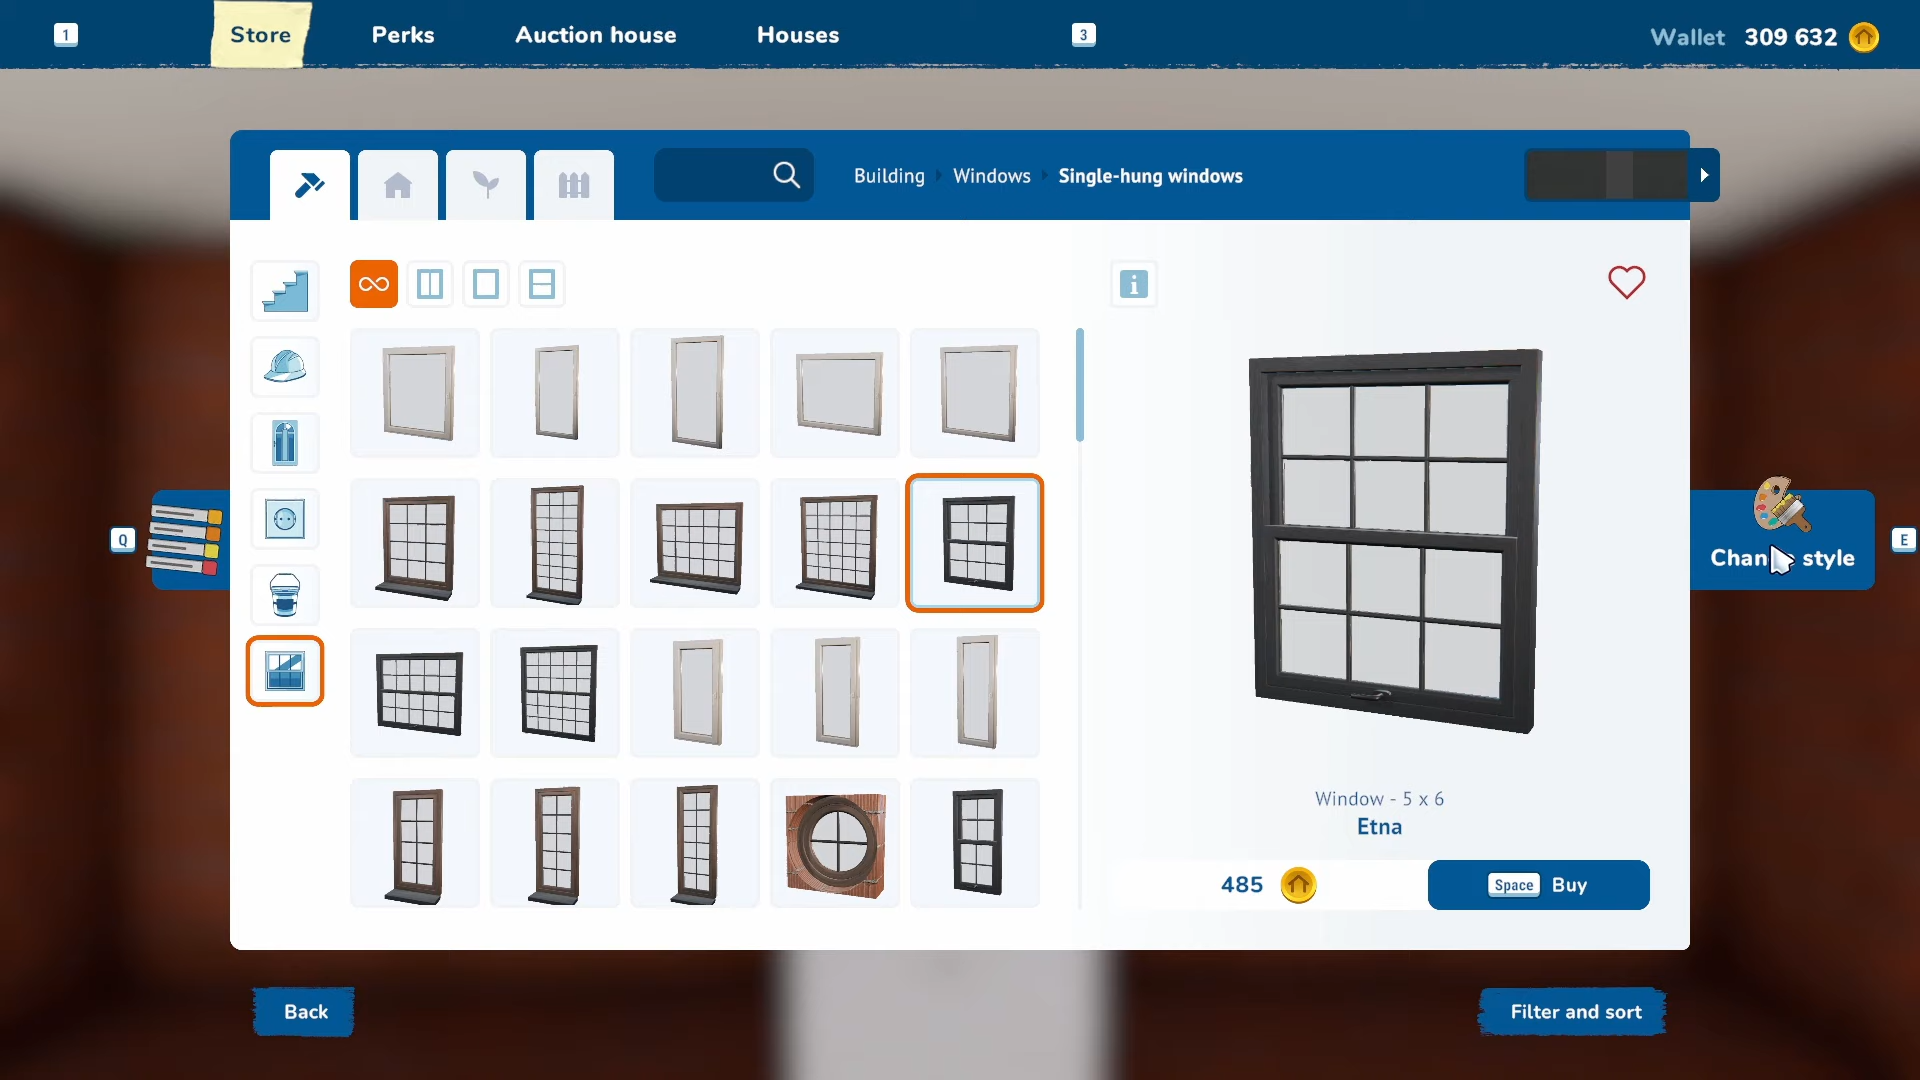 1 Store Perks Auction house Houses 3 Wallet 309 632
Building Windows Single-hung windows
i
Q
Change style
E
Window - 5 x 6
Etna
485 Space Buy
Back Filter and sort